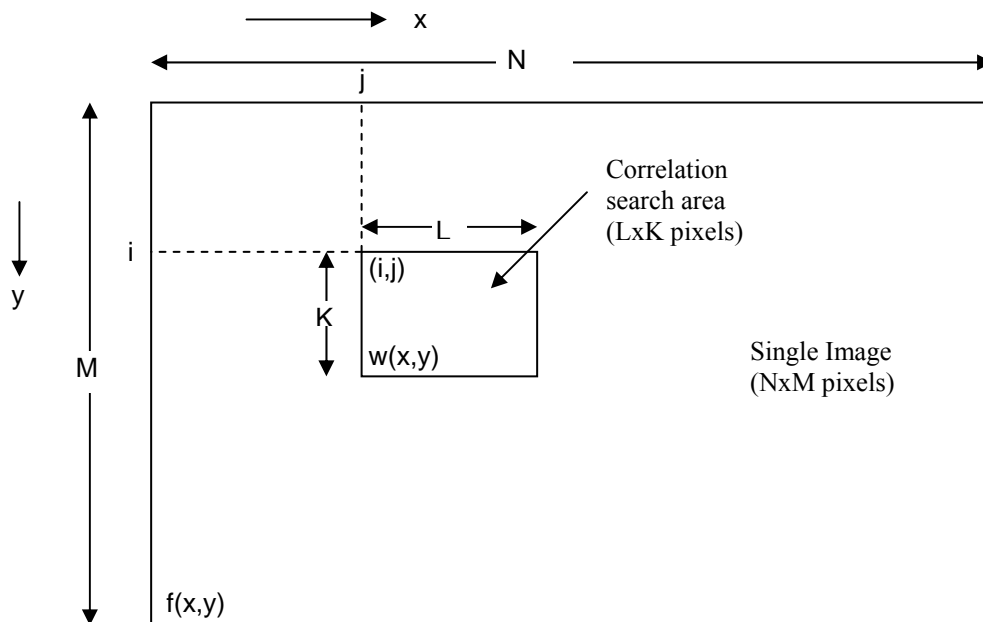 x
N
j
Correlation
search area
(LxK pixels)
L
i
(i,j)
y
K
w(x,y)
Single Image
(NxM pixels)
M
f(x,y)